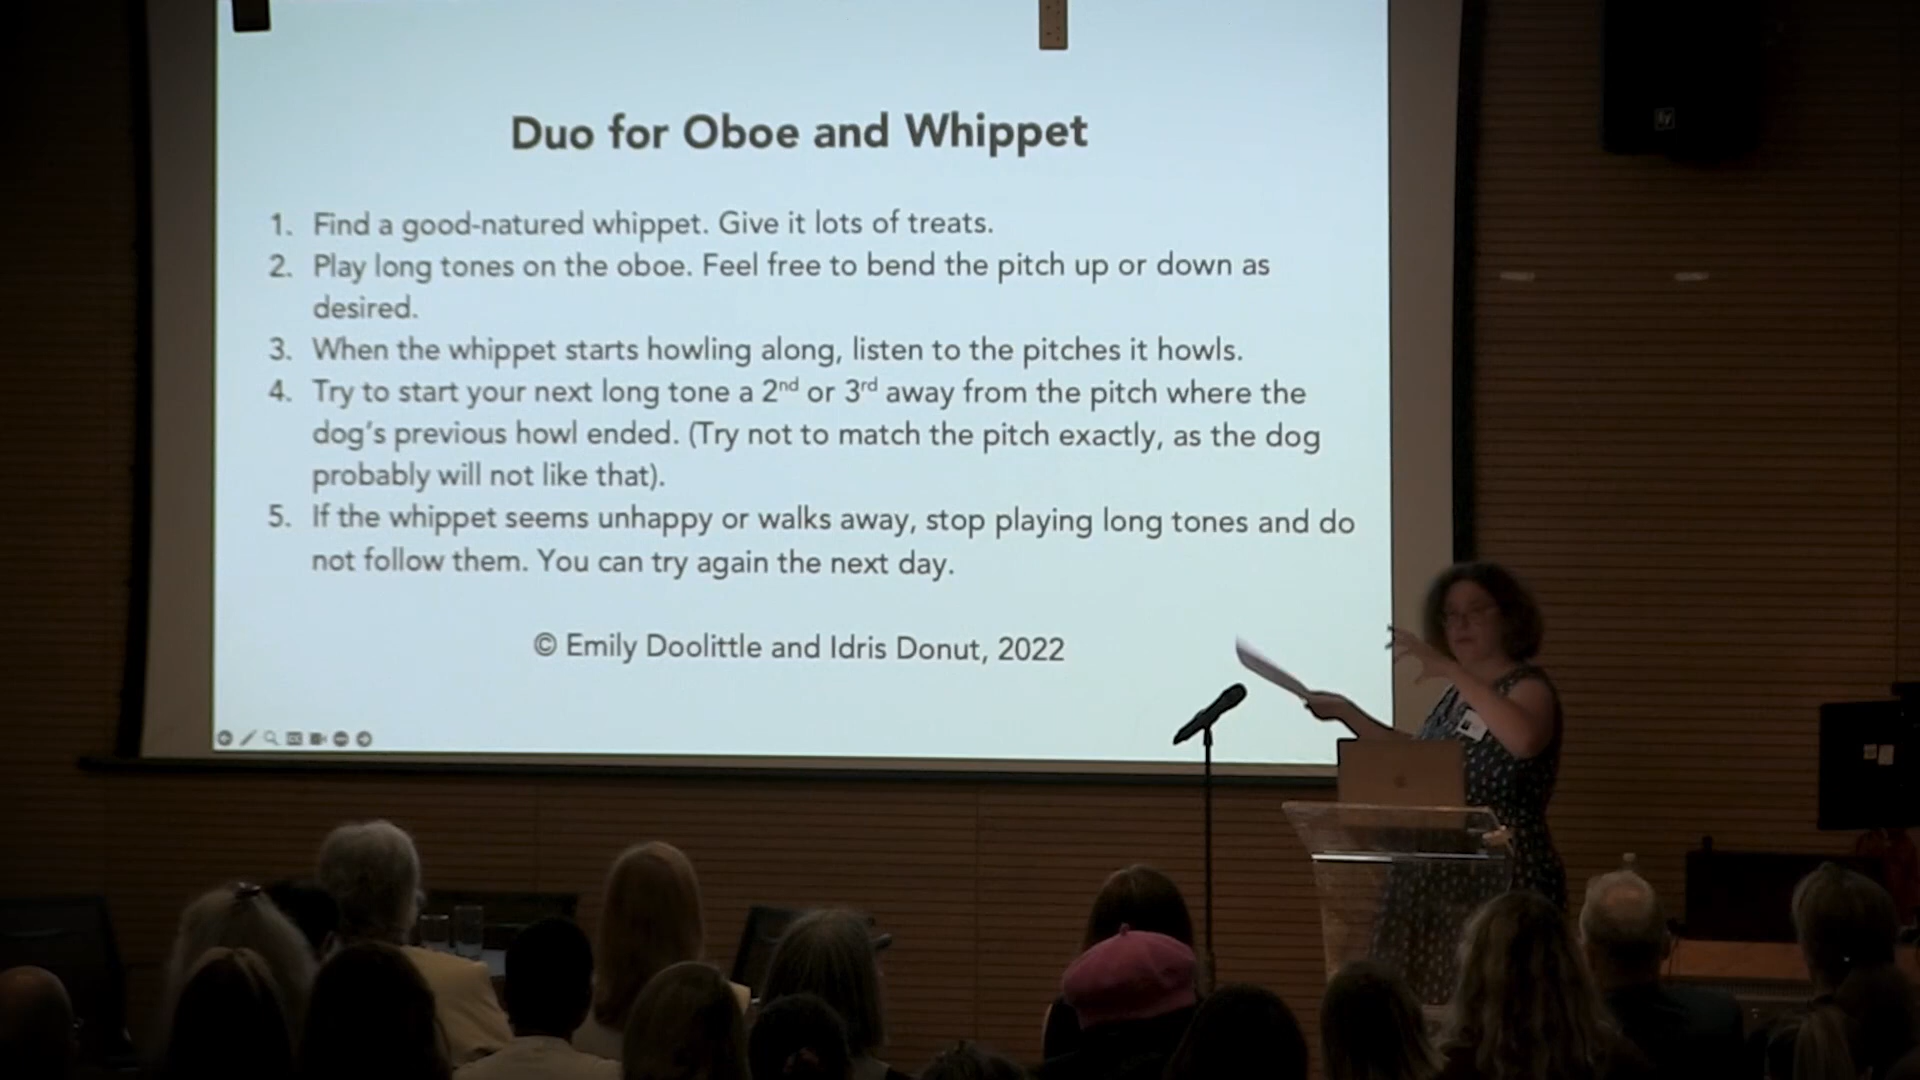 Duo for Oboe and Whippet
1. Find a good-natured whippet. Give it lots of treats.
2. Play long tones on the oboe. Feel free to bend the pitch up or down as
desired.
3. When the whippet starts howling along, listen to the pitches it howls.
4. Try to start your next long tone a 2nd or 3rd away from the pitch where the
dog's previous howl ended. (Try not to match the pitch exactly, as the dog
probably will not like that).
5. If the whippet seems unhappy or walks away, stop playing long tones and do
not follow them. You can try again the next day.
© Emily Doolittle and Idris Donut, 2022